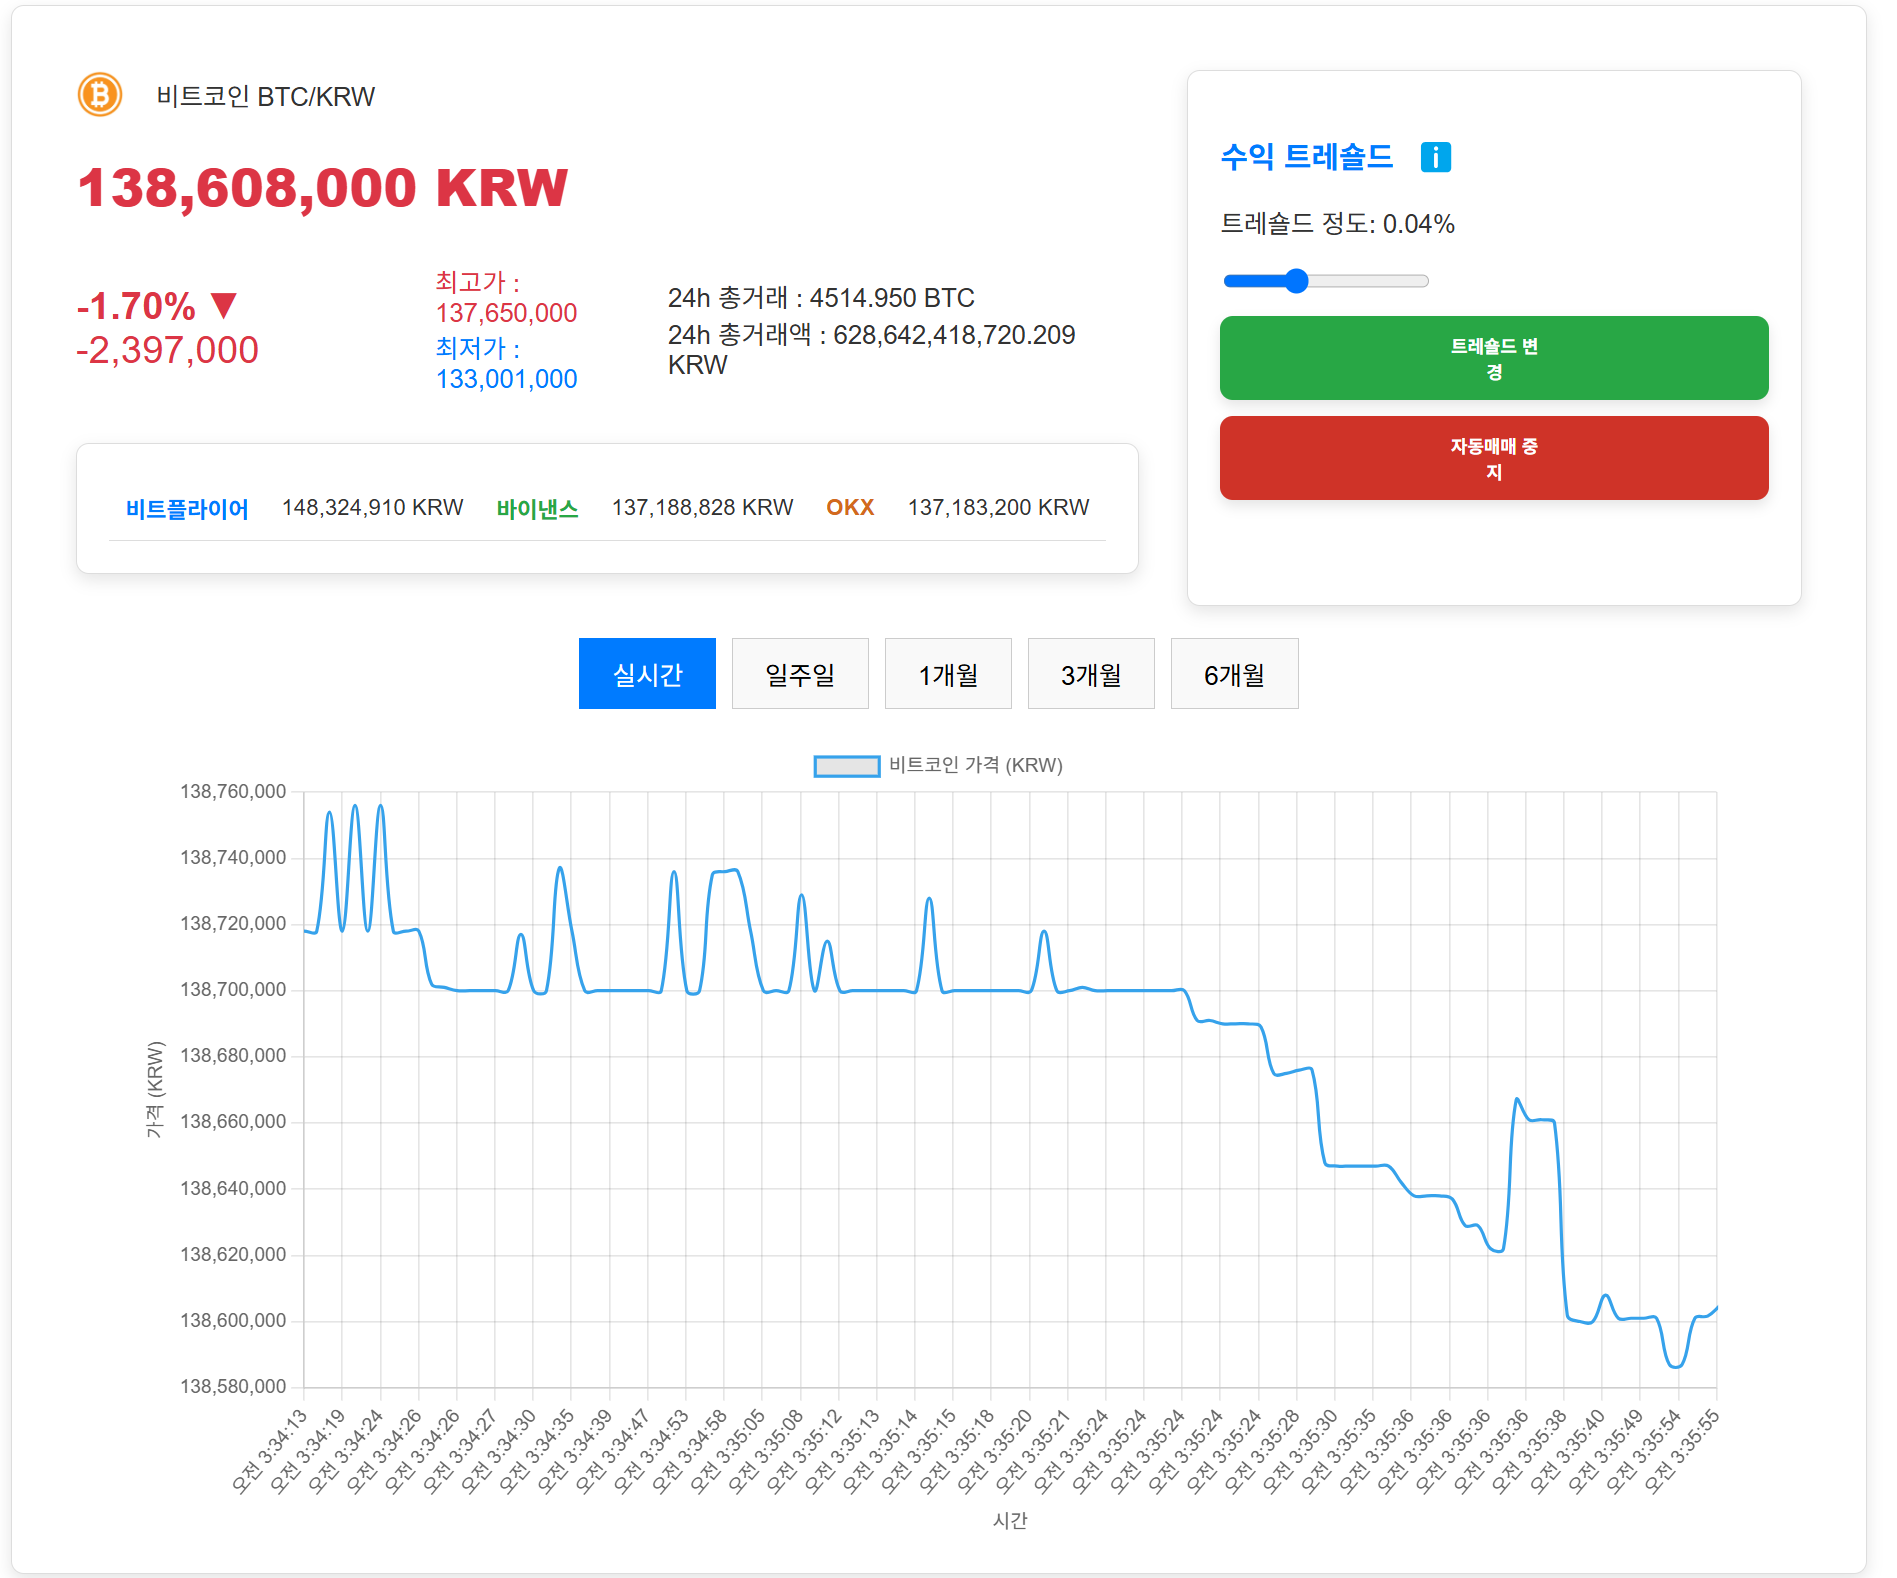 비트코인 BTC/KRW
138,608,000 KRW
-1.70% ▼
-2,397,000
최고가 :
137,650,000
최저가 :
133,001,000
24h 총거래 : 4514.950 BTC
24h 총거래액 : 628,642,418,720.209
KRW
비트플라이어 148,324,910 KRW 바이낸스 137,188,828 KRW OKX 137,183,200 KRW
수익 트레숄드 i
트레숄드 정도: 0.04%
트레숄드 변
경
자동매매 중
지
실시간 일주일 1개월 3개월 6개월
비트코인 가격 (KRW)
138,760,000
138,740,000
138,720,000
138,700,000
138,680,000
138,660,000
138,640,000
138,620,000
138,600,000
138,580,000
가격 (KRW)
오전 3:34:13
오전 3:34:19
오전 3:34:24
오전 3:34:26
오전 3:34:26
오전 3:34:27
오전 3:34:30
오전 3:34:35
오전 3:34:39
오전 3:34:47
오전 3:34:53
오전 3:34:58
오전 3:35:05
오전 3:35:08
오전 3:35:12
오전 3:35:13
오전 3:35:14
오전 3:35:15
오전 3:35:18
오전 3:35:20
오전 3:35:21
오전 3:35:24
오전 3:35:24
오전 3:35:24
오전 3:35:24
오전 3:35:24
오전 3:35:28
오전 3:35:30
오전 3:35:35
오전 3:35:36
오전 3:35:36
오전 3:35:36
오전 3:35:36
오전 3:35:38
오전 3:35:40
오전 3:35:49
오전 3:35:54
오전 3:35:55
시간